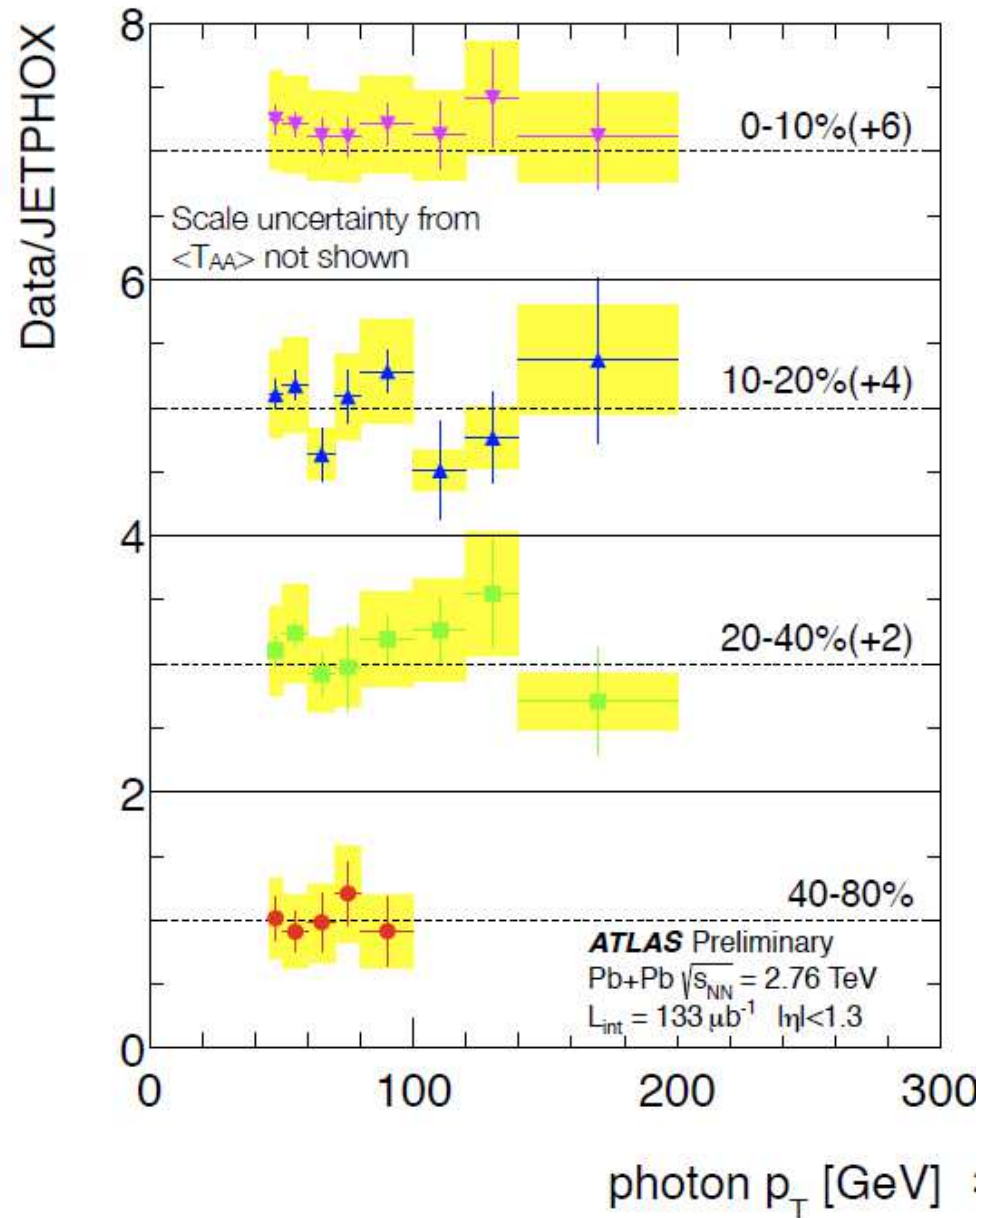 Data/JETPHOX
8
0-10%(+6)
Scale uncertainty from
<TAA> not shown
6
10-20%(+4)
4
20-40%(+2)
2
40-80%
ATLAS Preliminary
Pb+Pb √sNN = 2.76 TeV
Lint = 133 μb-1 |η|<1.3
0
0 100 200 300
photon pT [GeV]